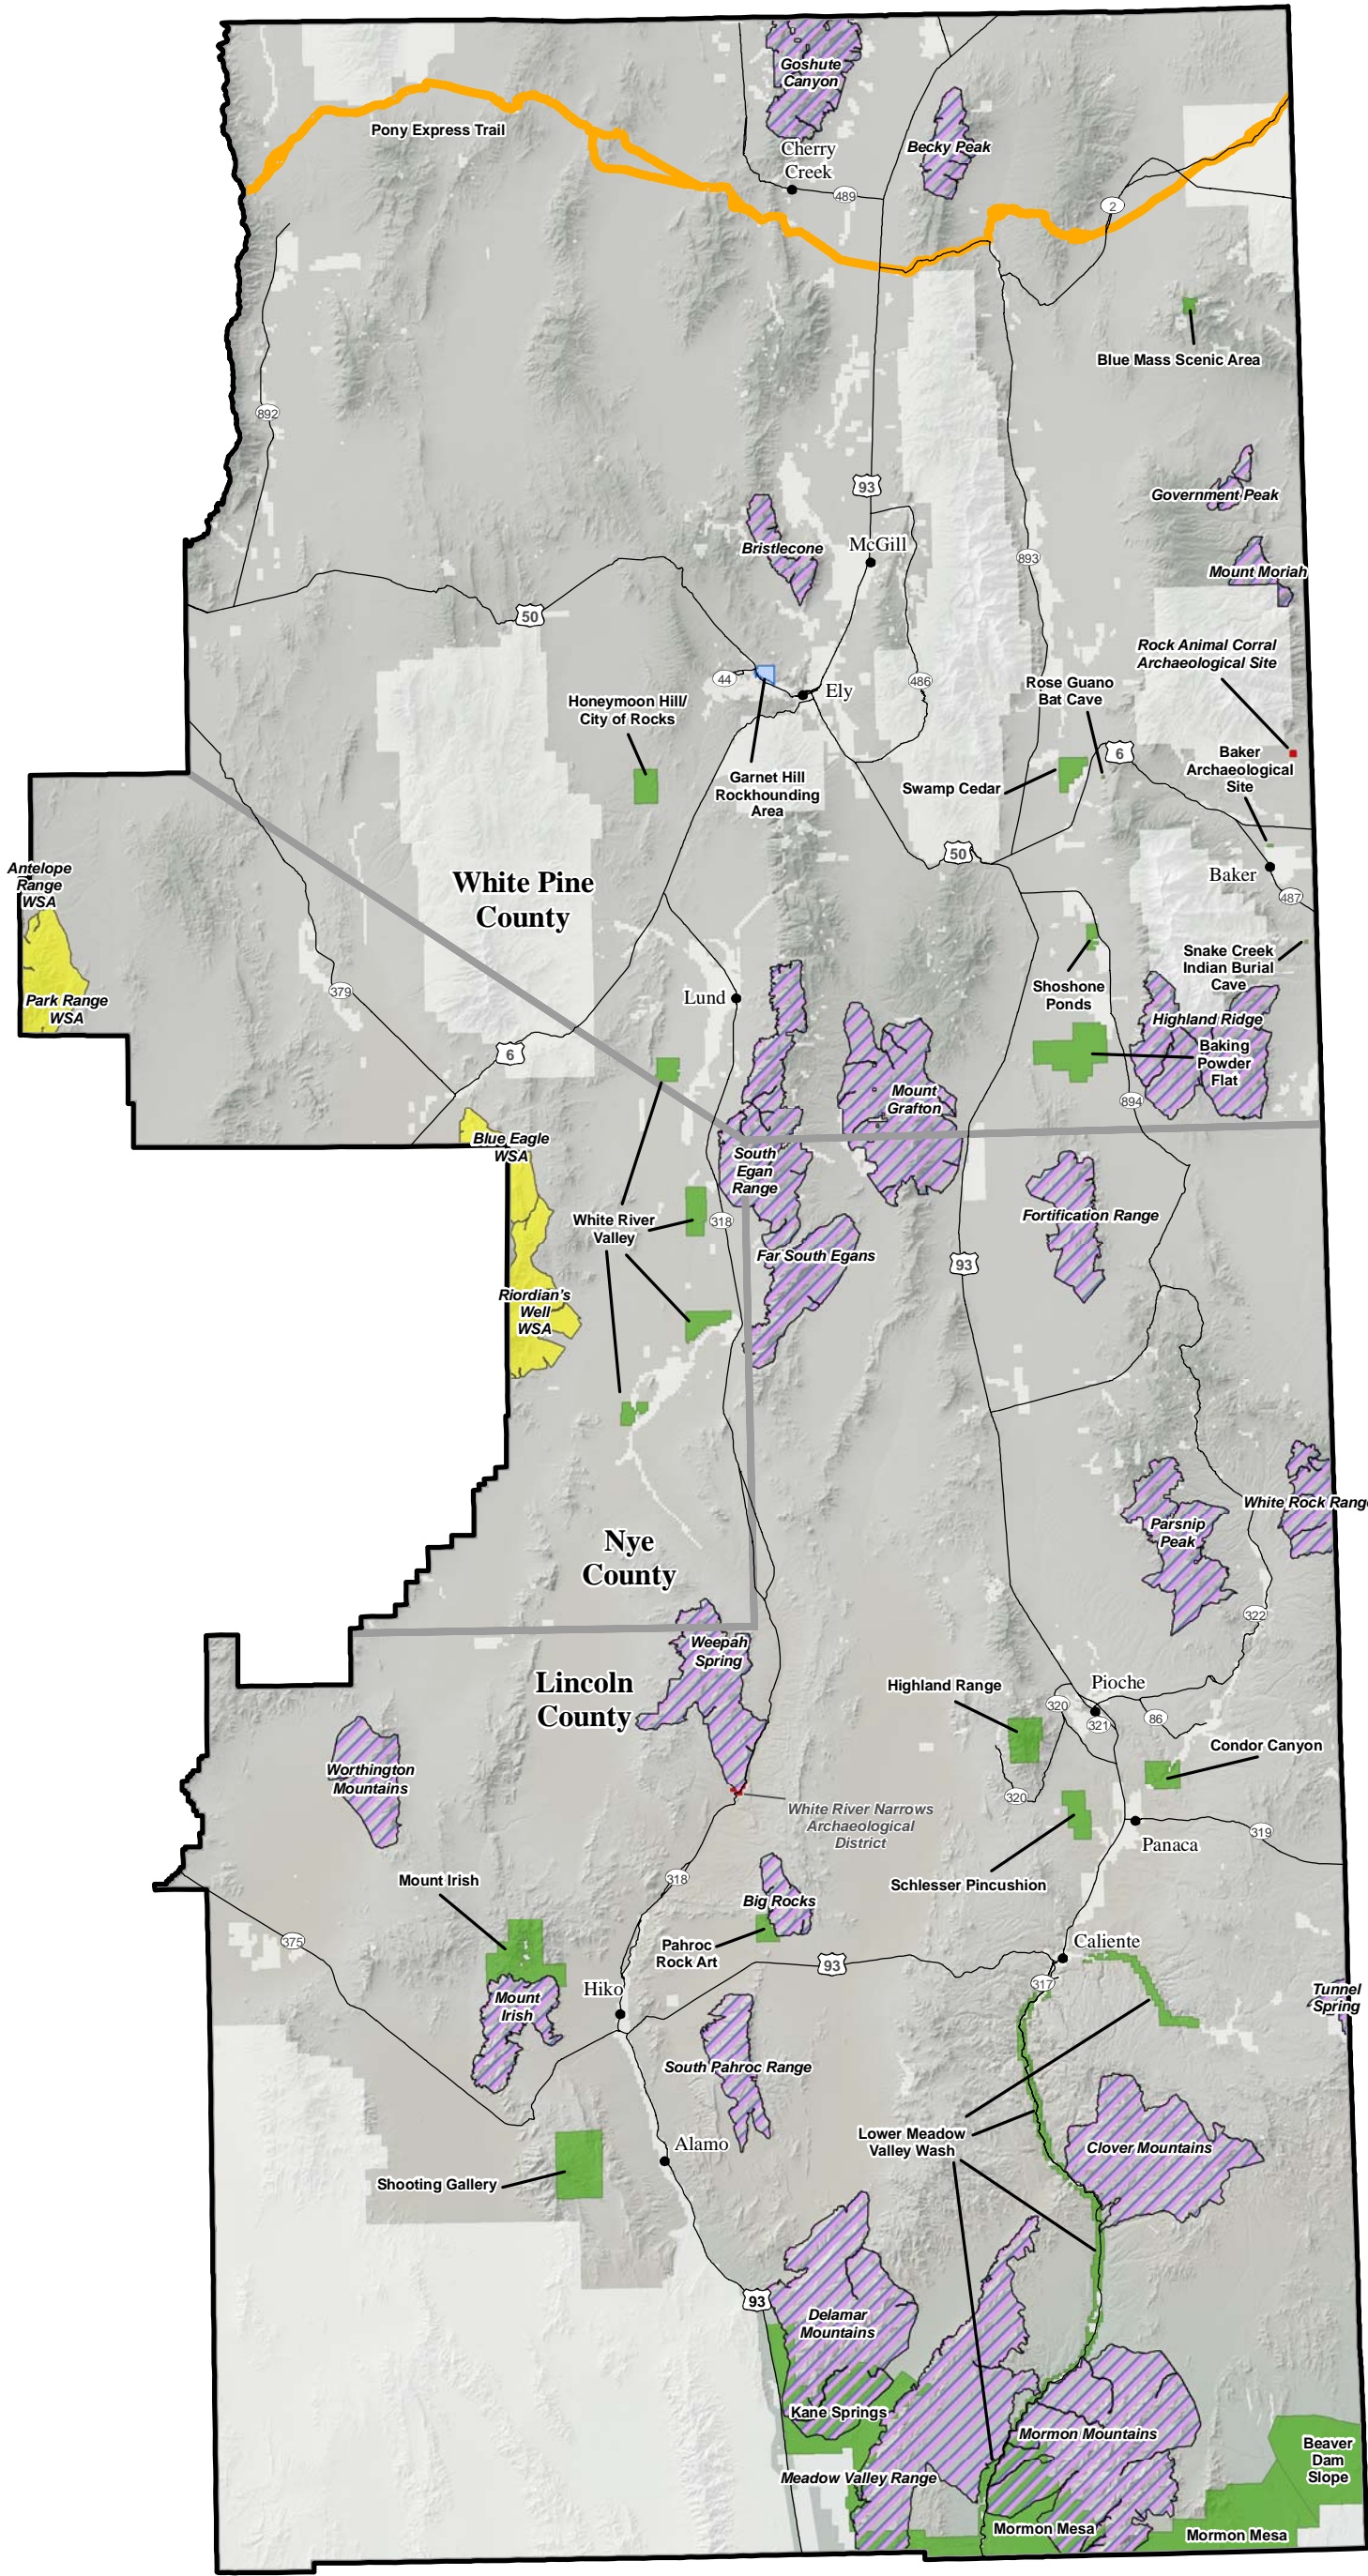 Goshute
Canyon
Pony Express Trail
Becky Peak
Cherry
Creek
489
2
Blue Mass Scenic Area
892
93
Government Peak
Bristlecone
McGill
893
Mount Moriah
50
Rock Animal Corral
Archaeological Site
44
486
Rose Guano
Bat Cave
Ely
Honeymoon Hill/
City of Rocks
6
Baker
Archaeological
Site
Garnet Hill
Rockhounding
Area
Swamp Cedar
50
Antelope
Range
WSA
White Pine
County
Baker
487
Snake Creek
Indian Burial
Cave
379
Park Range
WSA
Lund
Shoshone
Ponds
Highland Ridge
6
Baking
Powder
Flat
Mount
Grafton
894
Blue Eagle
WSA
South
Egan
Range
White River
Valley
318
Fortification Range
Far South Egans
93
Riordian's
Well
WSA
White Rock Rang
Parsnip
Peak
Nye
County
322
Weepah
Spring
Lincoln
County
Highland Range
Pioche
320
321
86
Condor Canyon
Worthington
Mountains
320
White River Narrows
Archaeological
District
319
Panaca
Mount Irish
318
Schlesser Pincushion
Big Rocks
375
Pahroc
Rock Art
Caliente
93
317
Hiko
Mount
Irish
Tunnel
Spring
South Pahroc Range
Lower Meadow
Valley Wash
Alamo
Clover Mountains
Shooting Gallery
93
Delamar
Mountains
Kane Springs
Mormon Mountains
Beaver
Dam
Slope
Meadow Valley Range
Mormon Mesa
Mormon Mesa